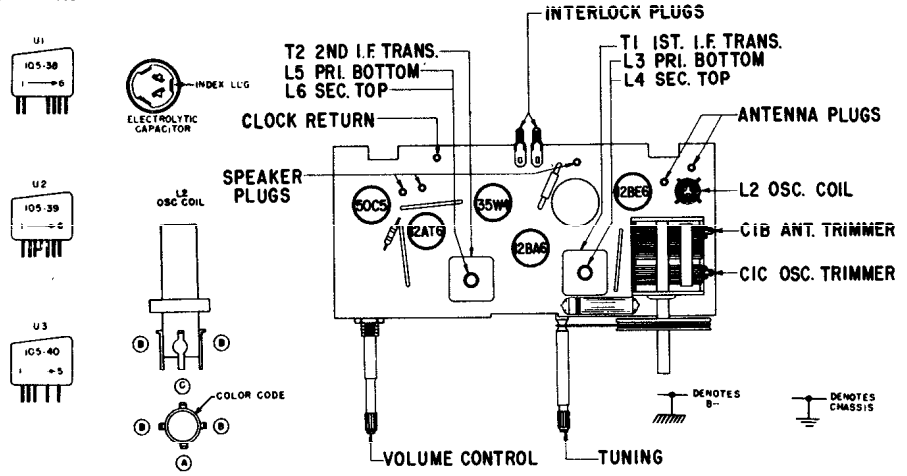 INTERLOCK PLUGS
U1
105-38
1 → 6
INDEX LUG
ELECTROLYTIC
CAPACITOR
T2 2ND I.F. TRANS.
L5 PRI. BOTTOM
L6 SEC. TOP
T1 1ST. I.F. TRANS.
L3 PRI. BOTTOM
L4 SEC. TOP
CLOCK RETURN
ANTENNA PLUGS
SPEAKER
PLUGS
U2
105-39
1 → 6
L2
OSC COIL
50C5
35W4
12BE6
L2 OSC. COIL
12AT6
12BA6
C1B ANT. TRIMMER
C1C OSC. TRIMMER
U3
105-40
1 → 5
B
B
C
COLOR CODE
B
B
A
VOLUME CONTROL
TUNING
DENOTES
B-
DENOTES
CHASSIS